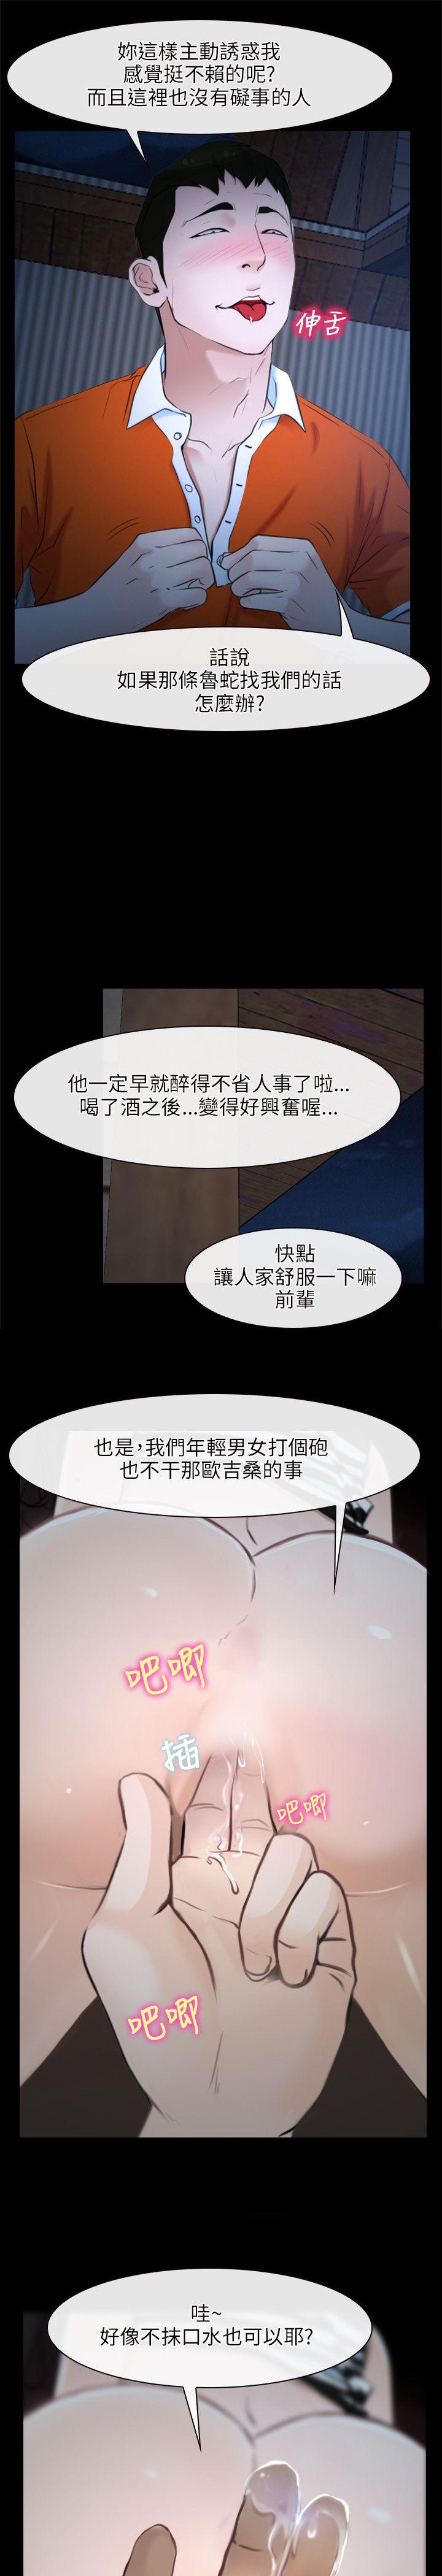 妳這樣主動誘惑我
感覺挺不賴的呢?
而且這裡也沒有礙事的人
伸舌
話說
如果那條魯蛇找我們的話
怎麼辦?
他一定早就醉得不省人事了啦...
喝了酒之後...變得好興奮喔...
快點
讓人家舒服一下嘛
前輩
也是,我們年輕男女打個砲
也不干那歐吉桑的事
吧唧
插
吧唧
吧唧
哇~
好像不抹口水也可以耶?